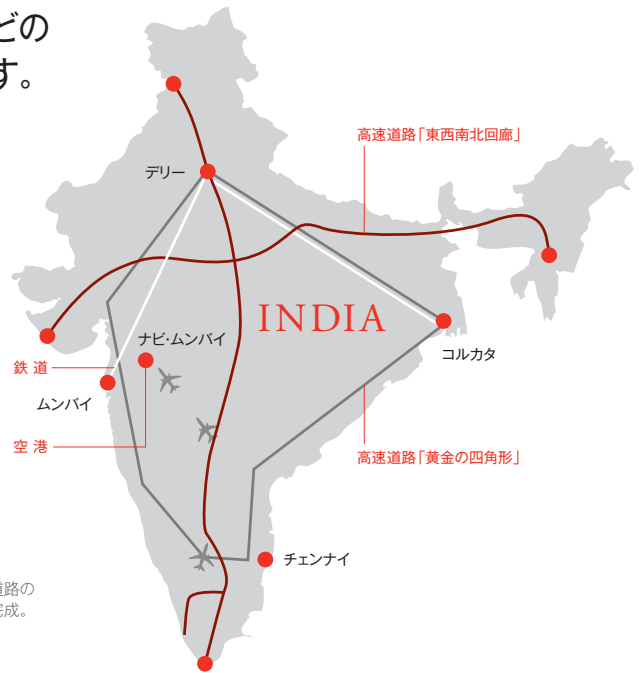 どの
す。
高速道路「東西南北回廊」
デリー
INDIA
ナビ・ムンバイ
コルカタ
鉄道
ムンバイ
空港
高速道路「黄金の四角形」
チェンナイ
道路の
完成。